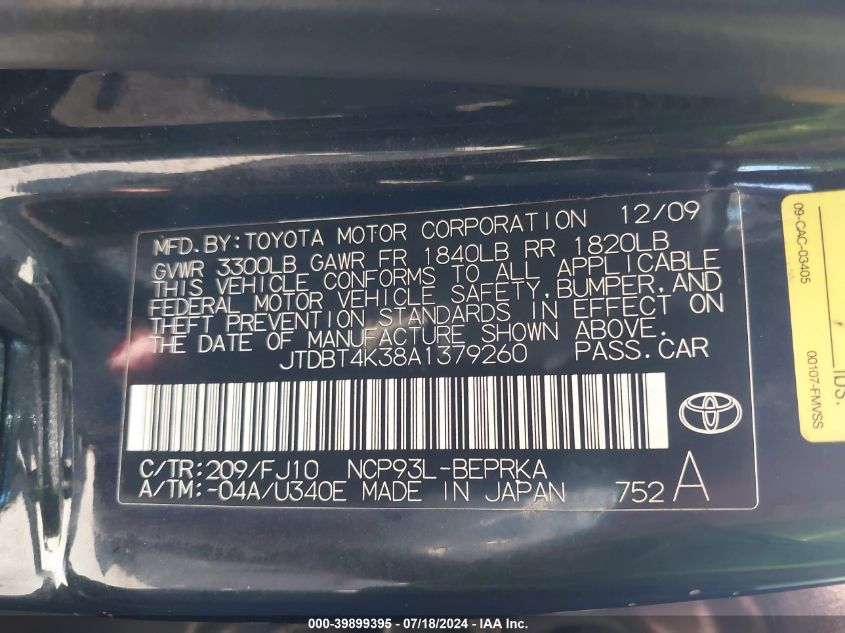 MFD. BY: TOYOTA MOTOR CORPORATION 12/09
GVWR 3300LB GAWR FR 1840LB RR 1820LB
THIS VEHICLE CONFORMS TO ALL APPLICABLE
FEDERAL MOTOR VEHICLE SAFETY, BUMPER, AND
THEFT PREVENTION STANDARDS IN EFFECT ON
THE DATE OF MANUFACTURE SHOWN ABOVE.
JTDBT4K38A1379260 PASS.CAR
C/TR: 209/FJ10 NCP93L-BEPRKA
A/TM: -04A/U340E MADE IN JAPAN 752 A
09-CAC-03405
00107-FMVSS
000-39899395 / 07/18/2024 - IAA Inc.